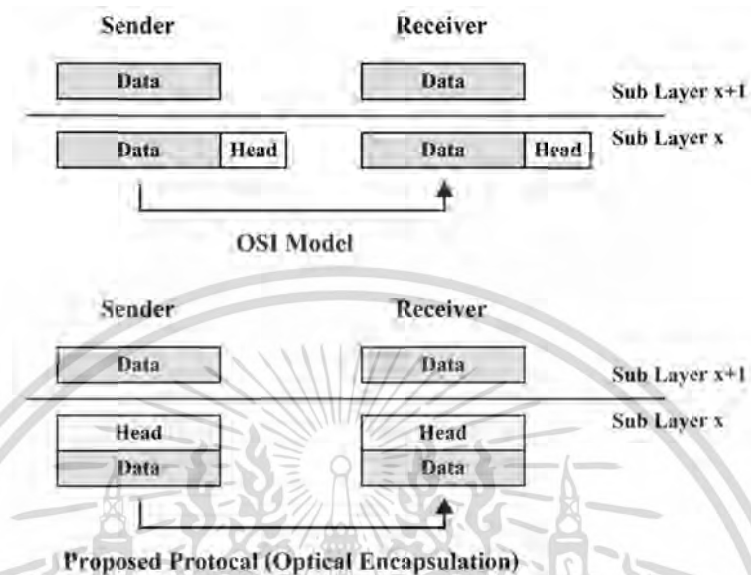 Sender Receiver
Data Data Sub Layer x+1
Data Head Data Head Sub Layer x
OSI Model
Sender Receiver
Data Data Sub Layer x+1
Head Head Sub Layer x
Data Data
Proposed Protocal (Optical Encapsulation)